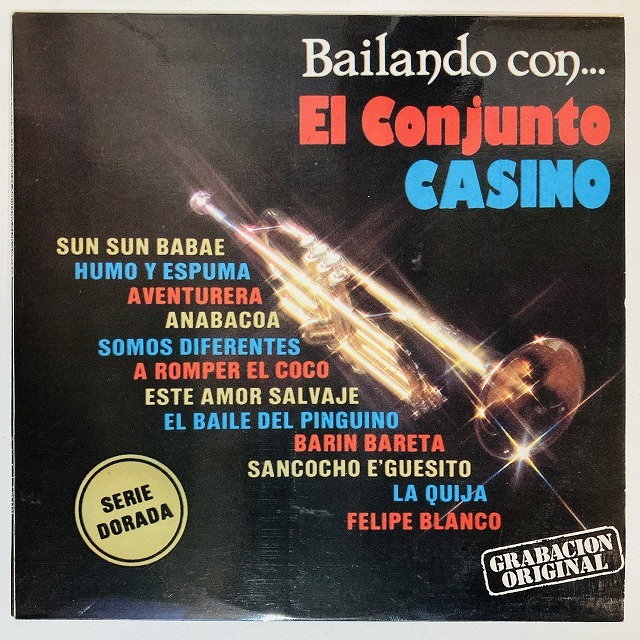 Bailando con...
El Conjunto
CASINO
SUN SUN BABAE
HUMO Y ESPUMA
AVENTURERA
ANABACOA
SOMOS DIFERENTES
A ROMPER EL COCO
ESTE AMOR SALVAJE
EL BAILE DEL PINGUINO
BARIN BARETA
SANCOCHO E'GUESITO
LA QUIJA
FELIPE BLANCO
SERIE
DORADA
GRABACION
ORIGINAL